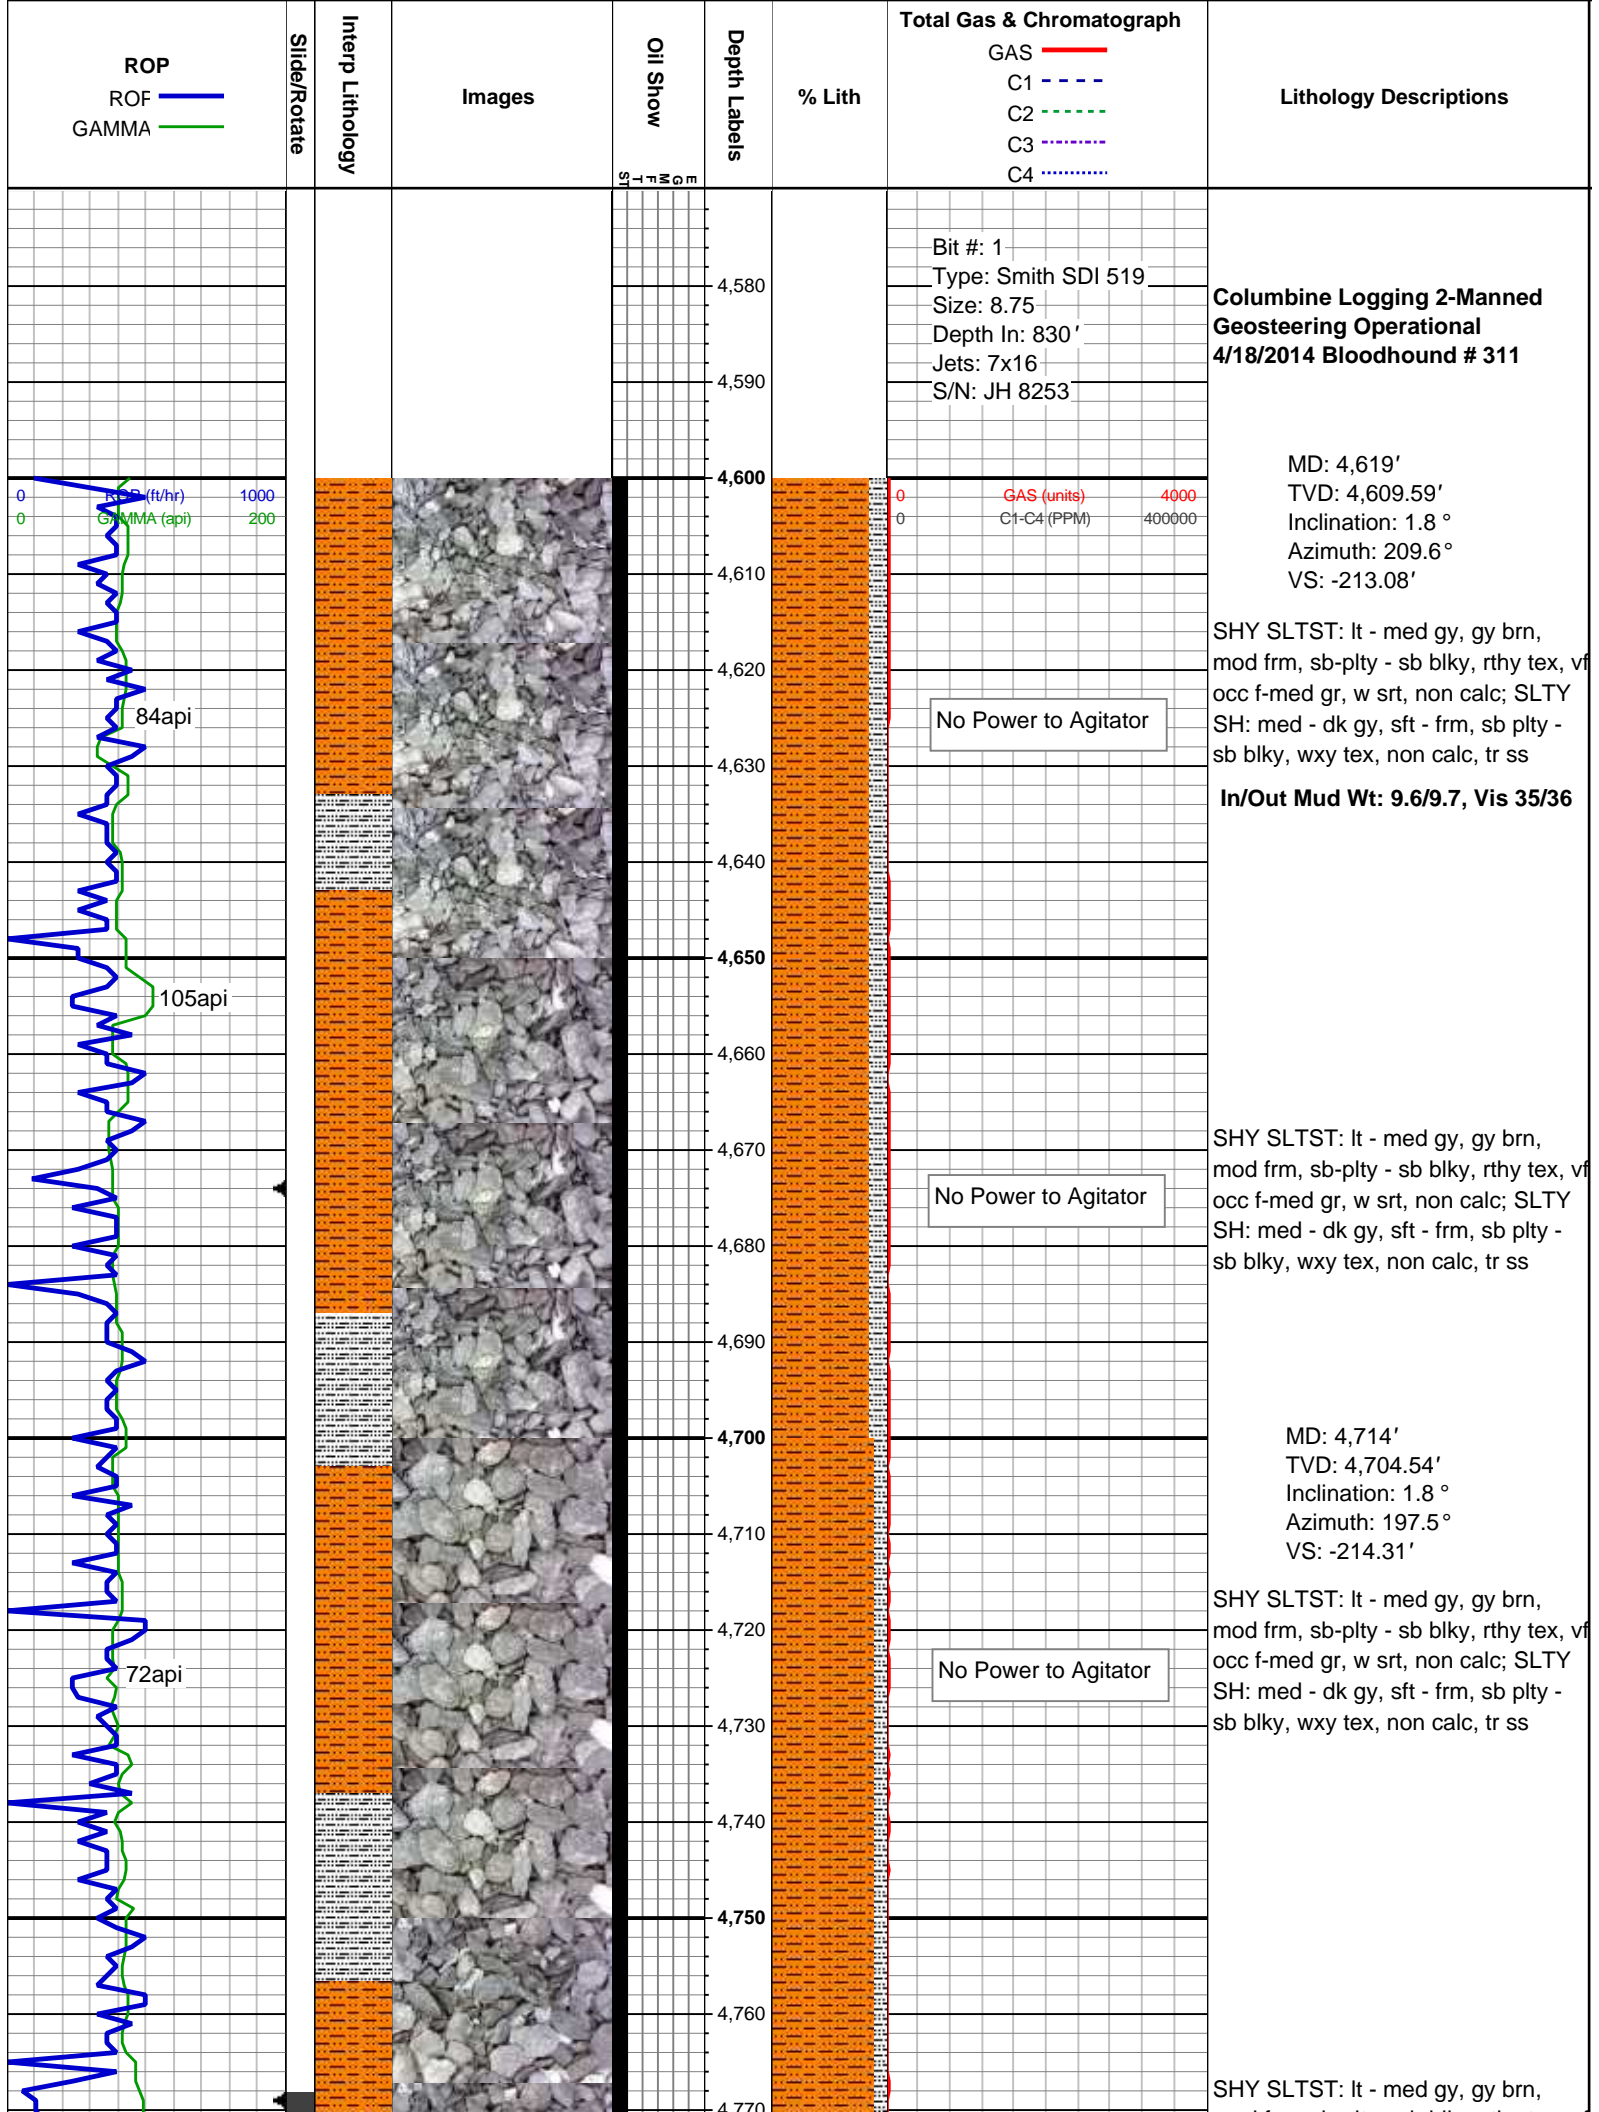 ROP
ROP
GAMMA
Slide/Rotate
Interp Lithology
Images
Oil Show
ST T F M G E
Depth Labels
% Lith
Total Gas & Chromatograph
GAS
C1
C2
C3
C4
Lithology Descriptions
Bit #: 1
Type: Smith SDI 519
Size: 8.75
Depth In: 830'
Jets: 7x16
S/N: JH 8253
4,580
4,590
Columbine Logging 2-Manned
Geosteering Operational
4/18/2014 Bloodhound # 311
MD: 4,619'
TVD: 4,609.59'
Inclination: 1.8 °
Azimuth: 209.6°
VS: -213.08'
4,600
0 ROP (ft/hr) 1000
0 GAMMA (api) 200
0 GAS (units) 4000
0 C1-C4 (PPM) 400000
4,610
4,620
84api
No Power to Agitator
SHY SLTST: lt - med gy, gy brn,
mod frm, sb-plty - sb blky, rthy tex, vf
occ f-med gr, w srt, non calc; SLTY
SH: med - dk gy, sft - frm, sb plty -
sb blky, wxy tex, non calc, tr ss
In/Out Mud Wt: 9.6/9.7, Vis 35/36
4,630
4,640
4,650
105api
4,660
4,670
No Power to Agitator
SHY SLTST: lt - med gy, gy brn,
mod frm, sb-plty - sb blky, rthy tex, vf
occ f-med gr, w srt, non calc; SLTY
SH: med - dk gy, sft - frm, sb plty -
sb blky, wxy tex, non calc, tr ss
4,680
4,690
4,700
MD: 4,714'
TVD: 4,704.54'
Inclination: 1.8 °
Azimuth: 197.5°
VS: -214.31'
4,710
4,720
72api
No Power to Agitator
SHY SLTST: lt - med gy, gy brn,
mod frm, sb-plty - sb blky, rthy tex, vf
occ f-med gr, w srt, non calc; SLTY
SH: med - dk gy, sft - frm, sb plty -
sb blky, wxy tex, non calc, tr ss
4,730
4,740
4,750
4,760
4,770
SHY SLTST: lt - med gy, gy brn,